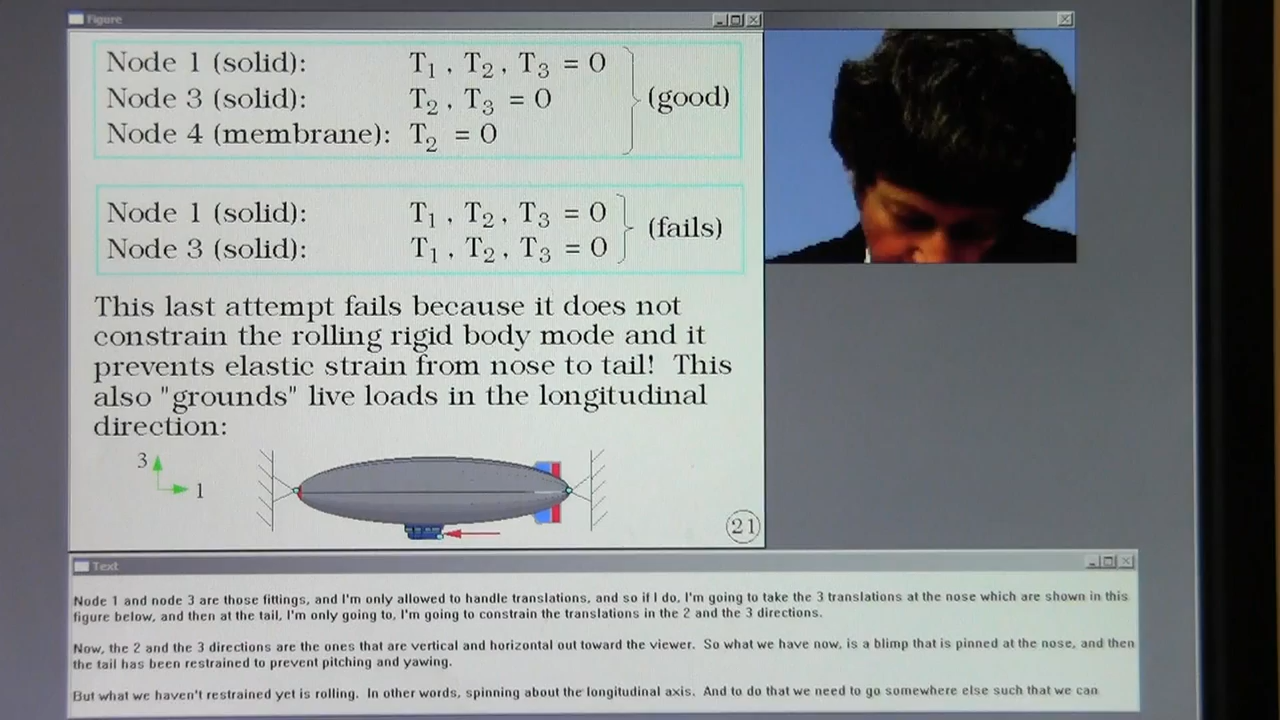 Figure
Node 1 (solid): T1 , T2 , T3 = 0
Node 3 (solid): T2 , T3 = 0
Node 4 (membrane): T2 = 0
(good)
Node 1 (solid): T1 , T2 , T3 = 0
Node 3 (solid): T1 , T2 , T3 = 0
(fails)
This last attempt fails because it does not
constrain the rolling rigid body mode and it
prevents elastic strain from nose to tail! This
also "grounds" live loads in the longitudinal
direction:
3
1
21
Text
Node 1 and node 3 are those fittings, and I'm only allowed to handle translations, and so if I do, I'm going to take the 3 translations at the nose which are shown in this
figure below, and then at the tail, I'm only going to, I'm going to constrain the translations in the 2 and the 3 directions.
Now, the 2 and the 3 directions are the ones that are vertical and horizontal out toward the viewer. So what we have now, is a blimp that is pinned at the nose, and then
the tail has been restrained to prevent pitching and yawing.
But what we haven't restrained yet is rolling. In other words, spinning about the longitudinal axis. And to do that we need to go somewhere else such that we can